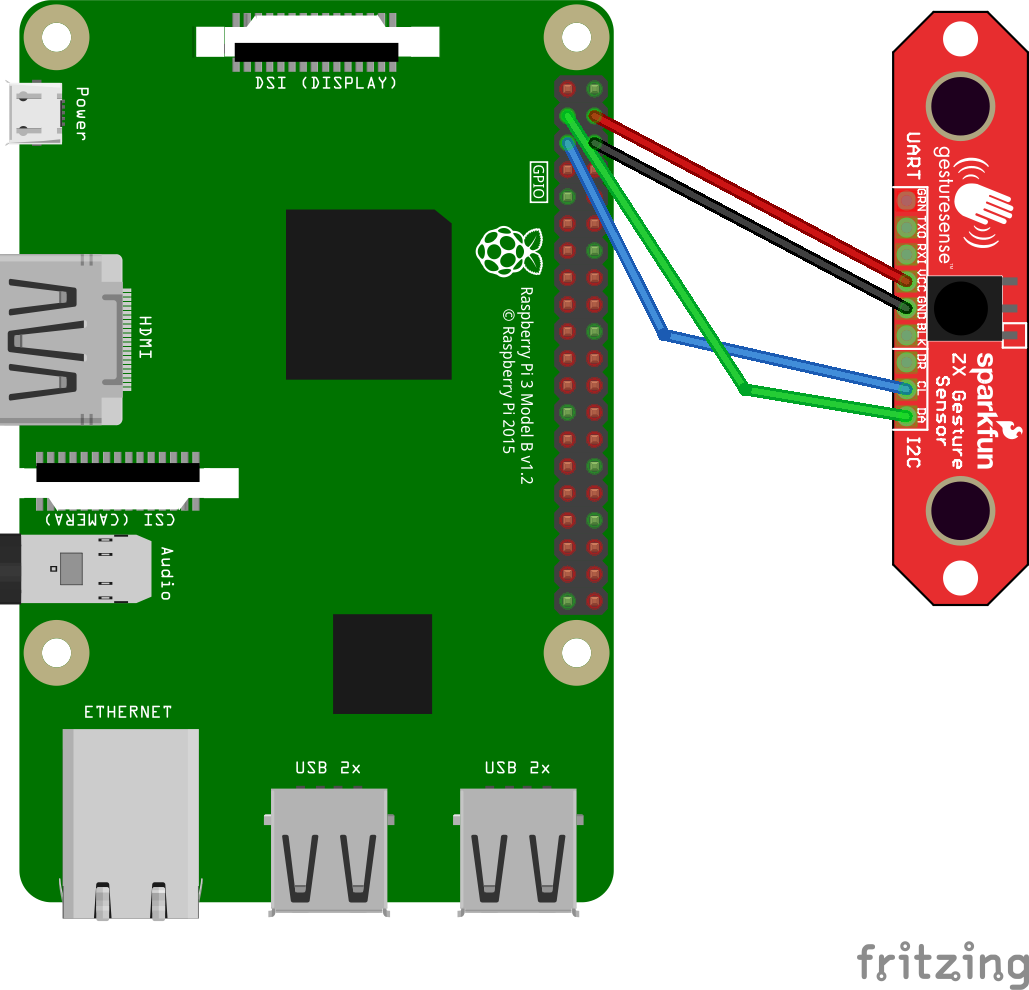 DSI (DISPLAY)
Power
GPIO
HDMI
Raspberry Pi 3 Model B v1.2
© Raspberry Pi 2015
CSI (CAMERA)
Audio
ETHERNET
USB 2x
USB 2x
UART
gesturesense™
GRN
TXO
RXI
VCC
GND
BLK
DR
CL
DA
I2C
sparkfun
ZX Gesture
Sensor
fritzing